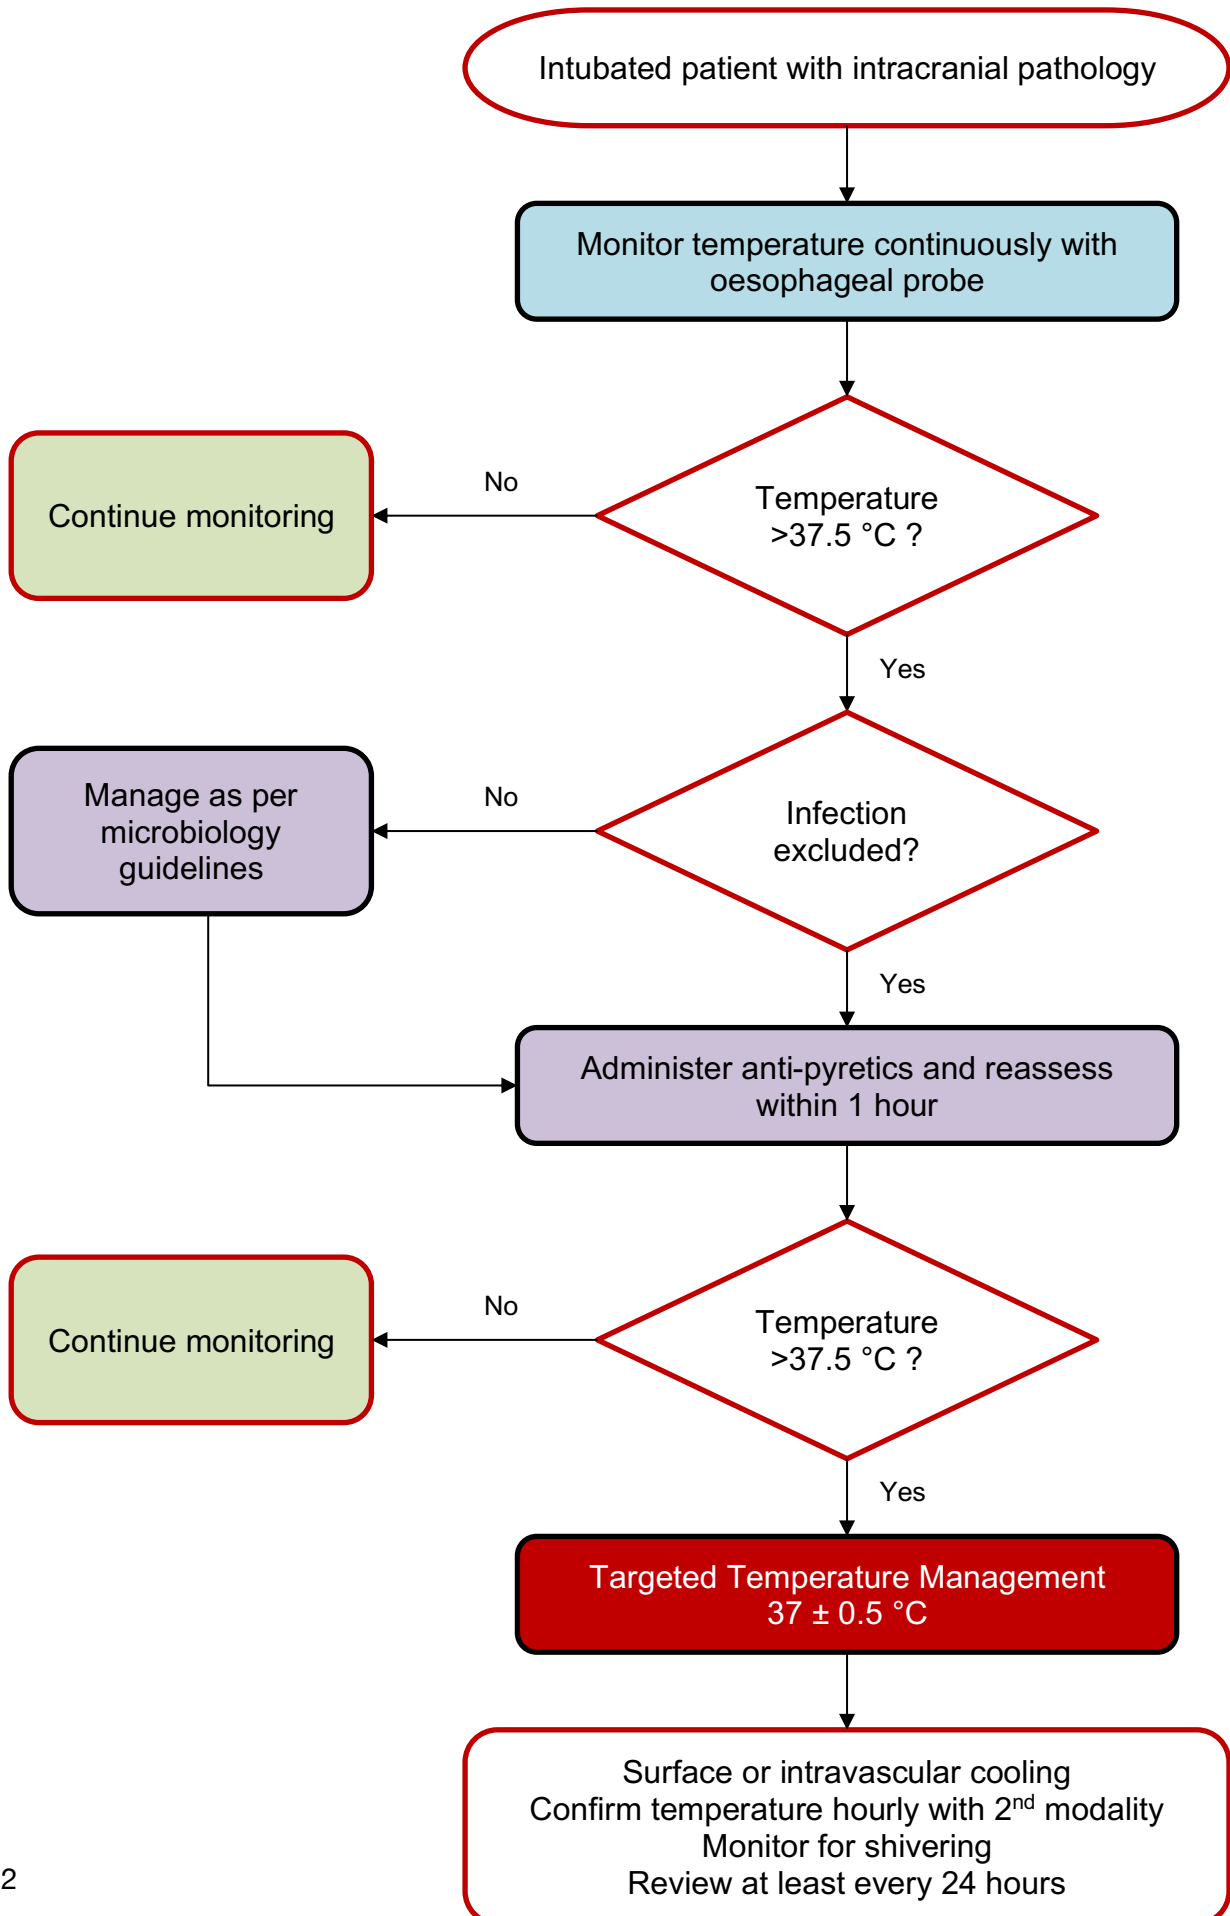 Intubated patient with intracranial pathology
Monitor temperature continuously with
oesophageal probe
Temperature
>37.5 °C ?
No
Continue monitoring
Yes
Infection
excluded?
No
Manage as per
microbiology
guidelines
Yes
Administer anti-pyretics and reassess
within 1 hour
Temperature
>37.5 °C ?
No
Continue monitoring
Yes
Targeted Temperature Management
37 ± 0.5 °C
Surface or intravascular cooling
Confirm temperature hourly with 2nd modality
Monitor for shivering
Review at least every 24 hours
2